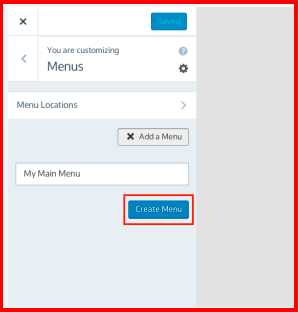 Saved
You are customizing
Menus
Menu Locations
Add a Menu
My Main Menu
Create Menu